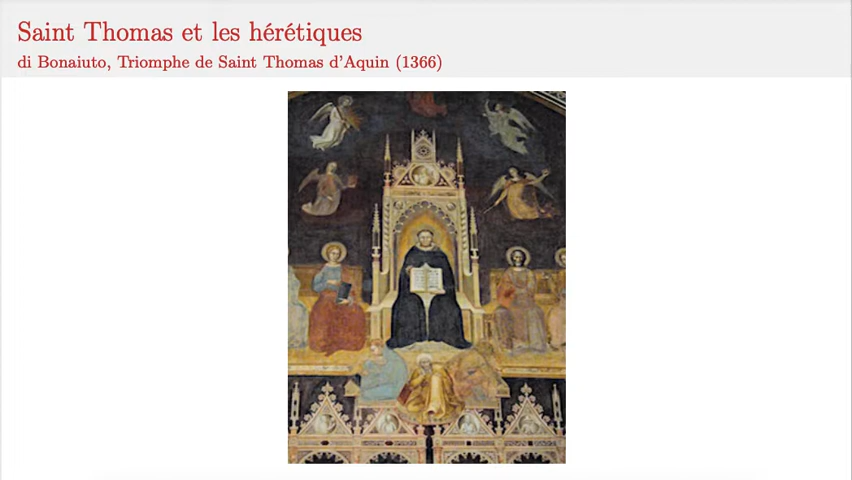 Saint Thomas et les hérétiques
di Bonaiuto, Triomphe de Saint Thomas d'Aquin (1366)